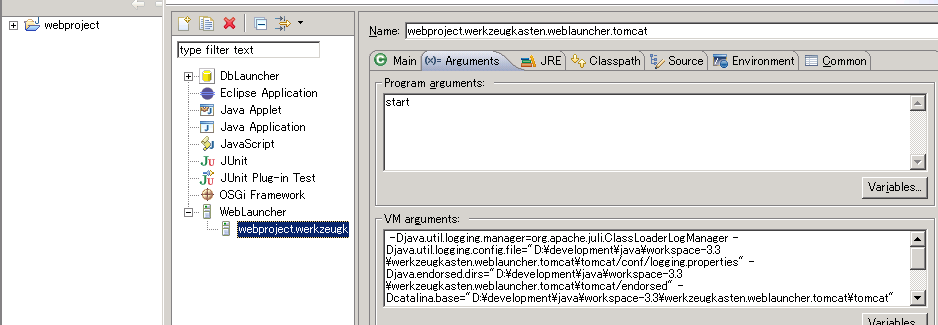 webproject
type filter text
DbLauncher
Eclipse Application
Java Applet
Java Application
JavaScript
JUnit
JUnit Plug-in Test
OSGi Framework
WebLauncher
webproject.werkzeugk
Name: webproject.werkzeugkasten.weblauncher.tomcat
Main (x)= Arguments JRE Classpath Source Environment Common
Program arguments:
start
Variables...
VM arguments:
-Djava.util.logging.manager=org.apache.juli.ClassLoaderLogManager -
Djava.util.logging.config.file="D:¥development¥java¥workspace-3.3
¥werkzeugkasten.weblauncher.tomcat¥tomcat/conf/logging.properties" -
Djava.endorsed.dirs="D:¥development¥java¥workspace-3.3
¥werkzeugkasten.weblauncher.tomcat¥tomcat/endorsed" -
Dcatalina.base="D:¥development¥java¥workspace-3.3¥werkzeugkasten.weblauncher.tomcat¥tomcat"
Variables...